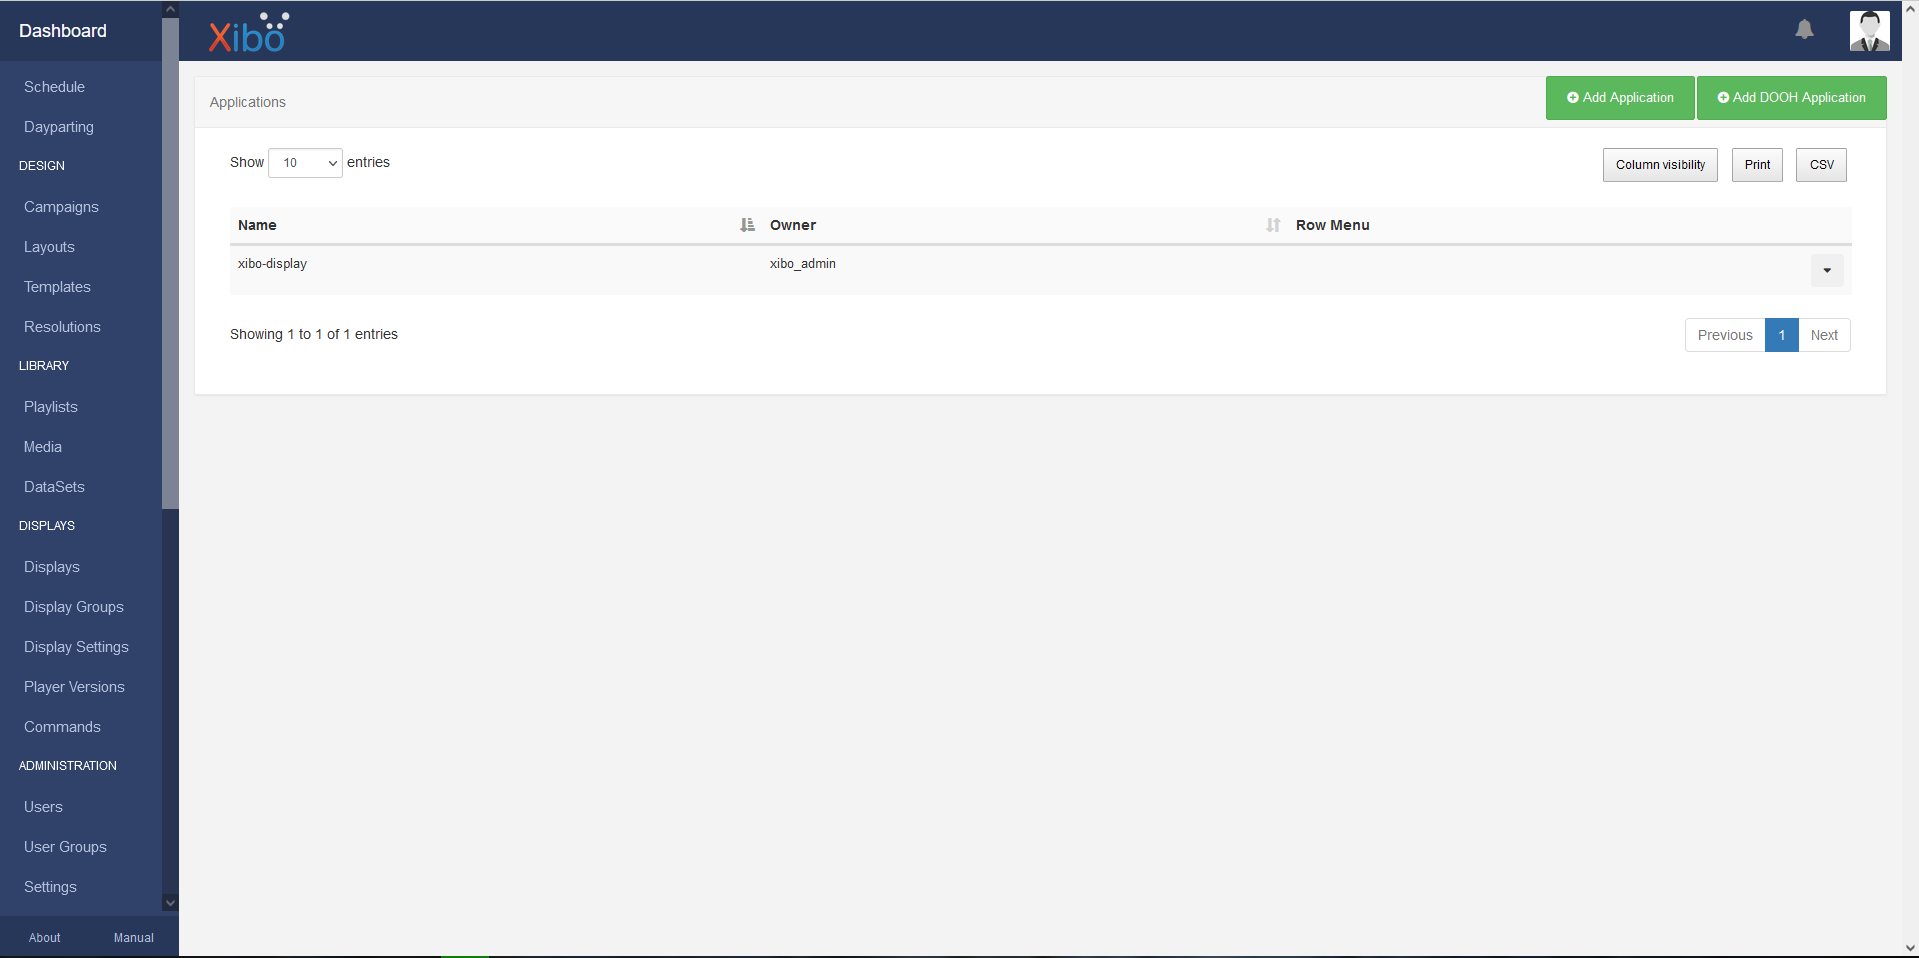 Dashboard
Schedule
Dayparting
DESIGN
Campaigns
Layouts
Templates
Resolutions
LIBRARY
Playlists
Media
DataSets
DISPLAYS
Displays
Display Groups
Display Settings
Player Versions
Commands
ADMINISTRATION
Users
User Groups
Settings
About Manual
Xibo
Applications
Add Application Add DOOH Application
Show 10 entries
Column visibility Print CSV
Name Owner Row Menu
xibo-display xibo_admin
Showing 1 to 1 of 1 entries
Previous 1 Next